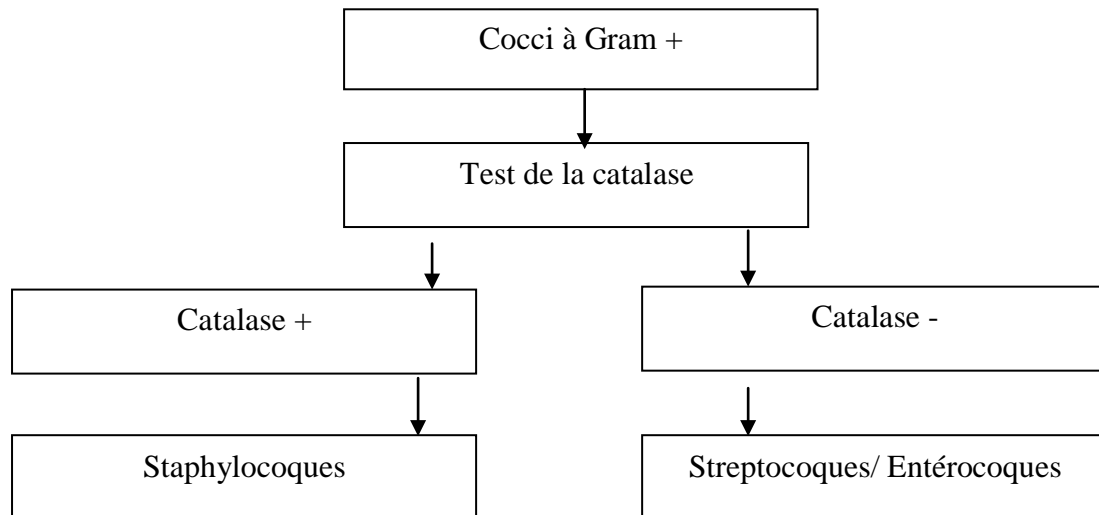 Cocci à Gram +
Test de la catalase
Catalase +
Catalase -
Staphylocoques
Streptocoques/ Entérocoques